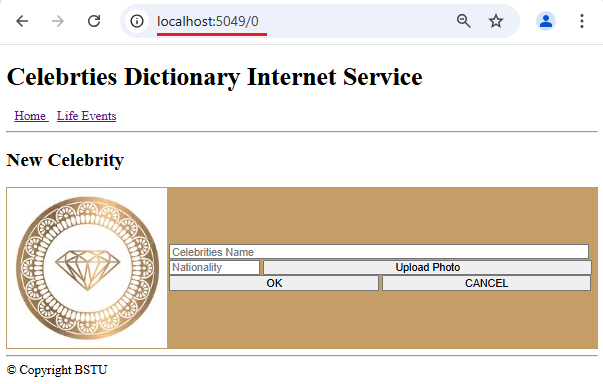 localhost:5049/0
Celebrties Dictionary Internet Service
Home Life Events
New Celebrity
Celebrities Name
Nationality Upload Photo
OK CANCEL
© Copyright BSTU